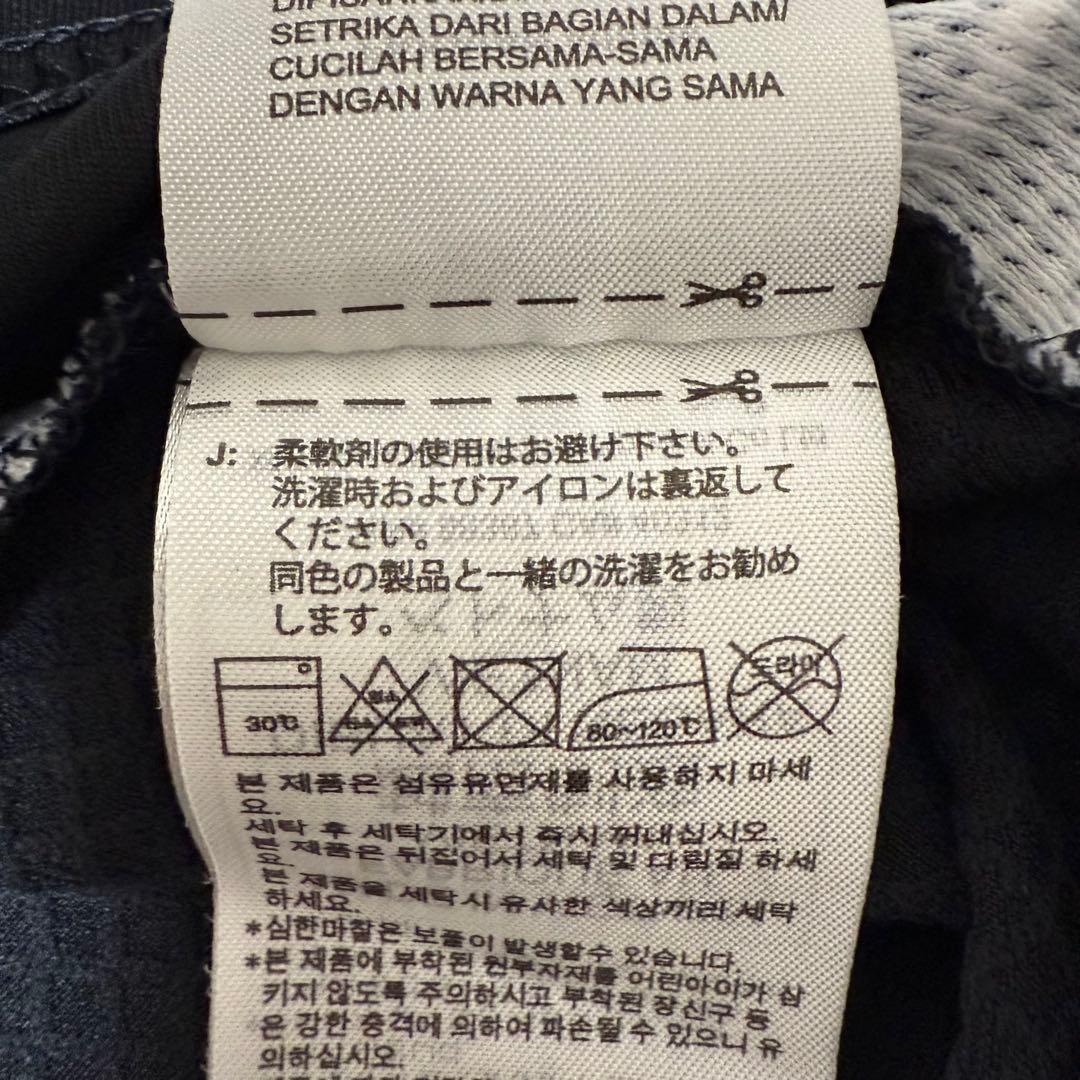 SETRIKA DARI BAGIAN DALAM/
CUCILAH BERSAMA-SAMA
DENGAN WARNA YANG SAMA
J: 柔軟剤の使用はお避け下さい。
洗濯時およびアイロンは裏返して
ください。
同色の製品と一緒の洗濯をお勧め
します。
30℃
80~120℃
드라이
본 제품은 섬유유연제를 사용하지 마세
요.
세탁 후 세탁기에서 즉시 꺼내십시오.
본 제품은 뒤집어서 세탁 및 다림질 하세
요.
본 제품을 세탁시 유사한 색상끼리 세탁
하세요.
*심한마찰은 보풀이 발생할수 있습니다.
*본 제품에 부착된 원부자재를 어린아이가 삼
키지 않도록 주의하시고 부착된 장신구 등
은 강한 충격에 의하여 파손될 수 있으니 유
의하십시오.